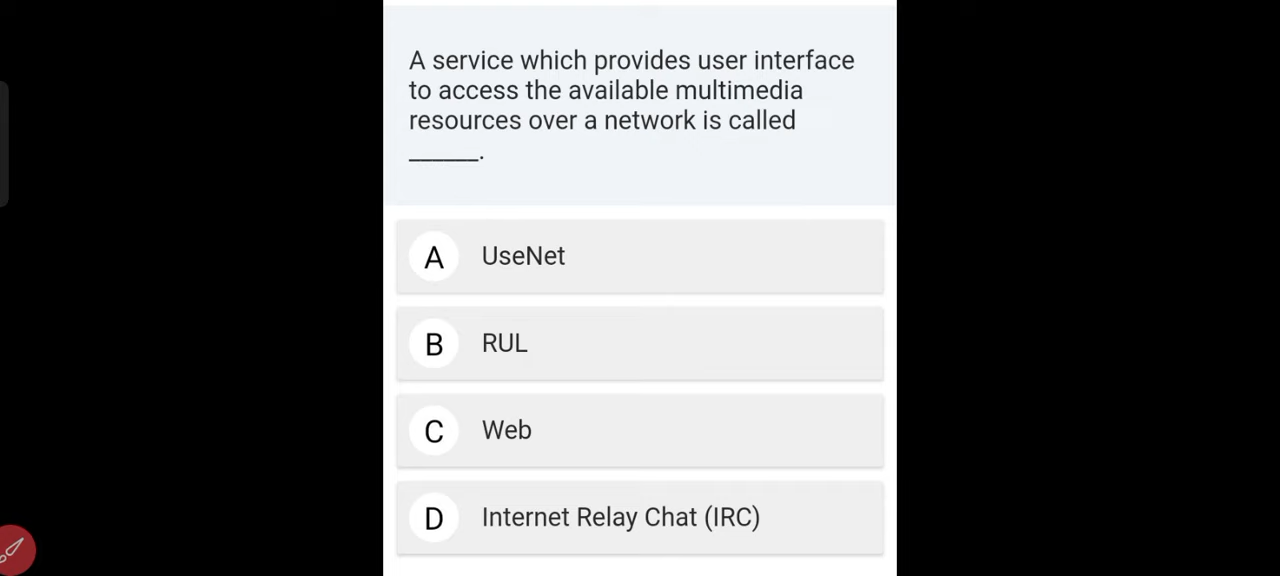 A service which provides user interface
to access the available multimedia
resources over a network is called
______.
A UseNet
B RUL
C Web
D Internet Relay Chat (IRC)